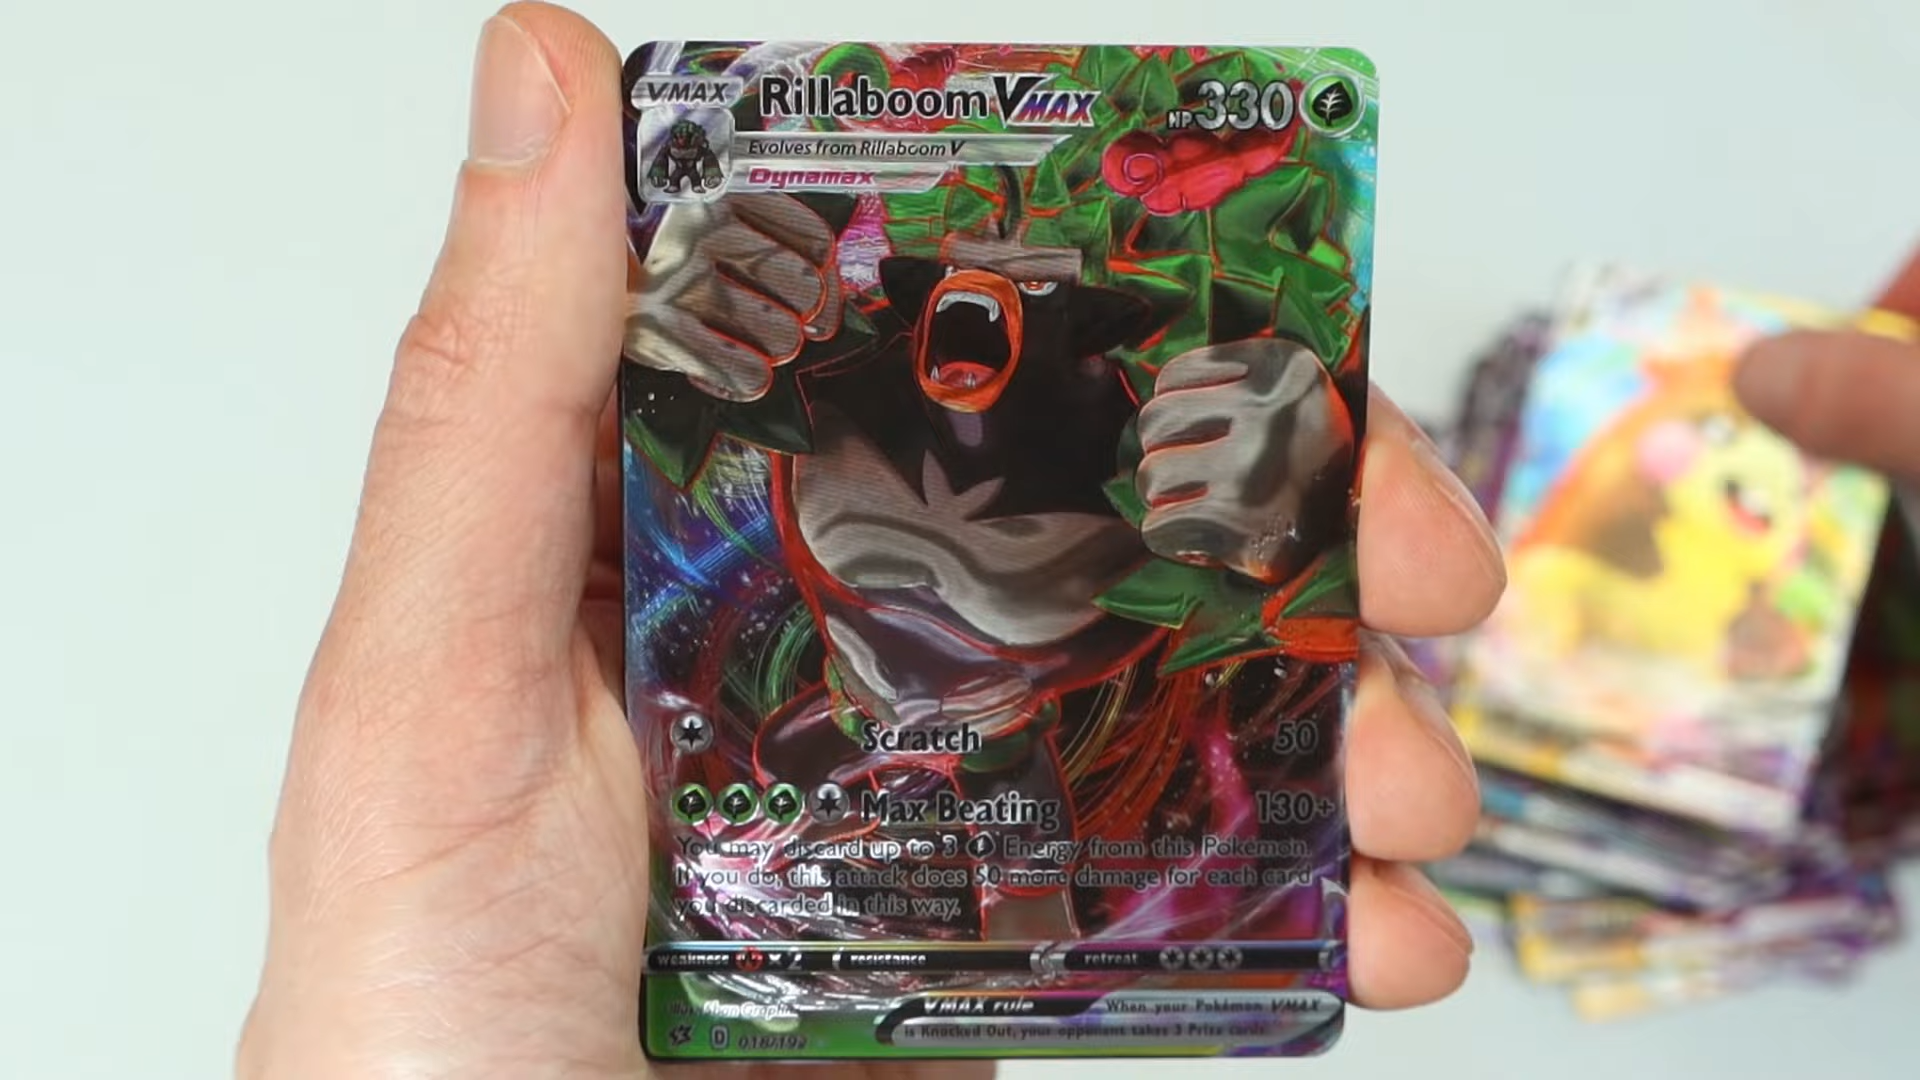 VMAX Rillaboom VMAX HP 330
Evolves from Rillaboom V
Dynamax
Scratch 50
Max Beating 130+
You may discard up to 3 Energy from this Pokémon.
If you do, this attack does 50 more damage for each card
you discarded in this way.
weakness ×2 resistance retreat
VMAX rule When your Pokémon VMAX
is Knocked Out, your opponent takes 3 Prize cards.
D 018/192